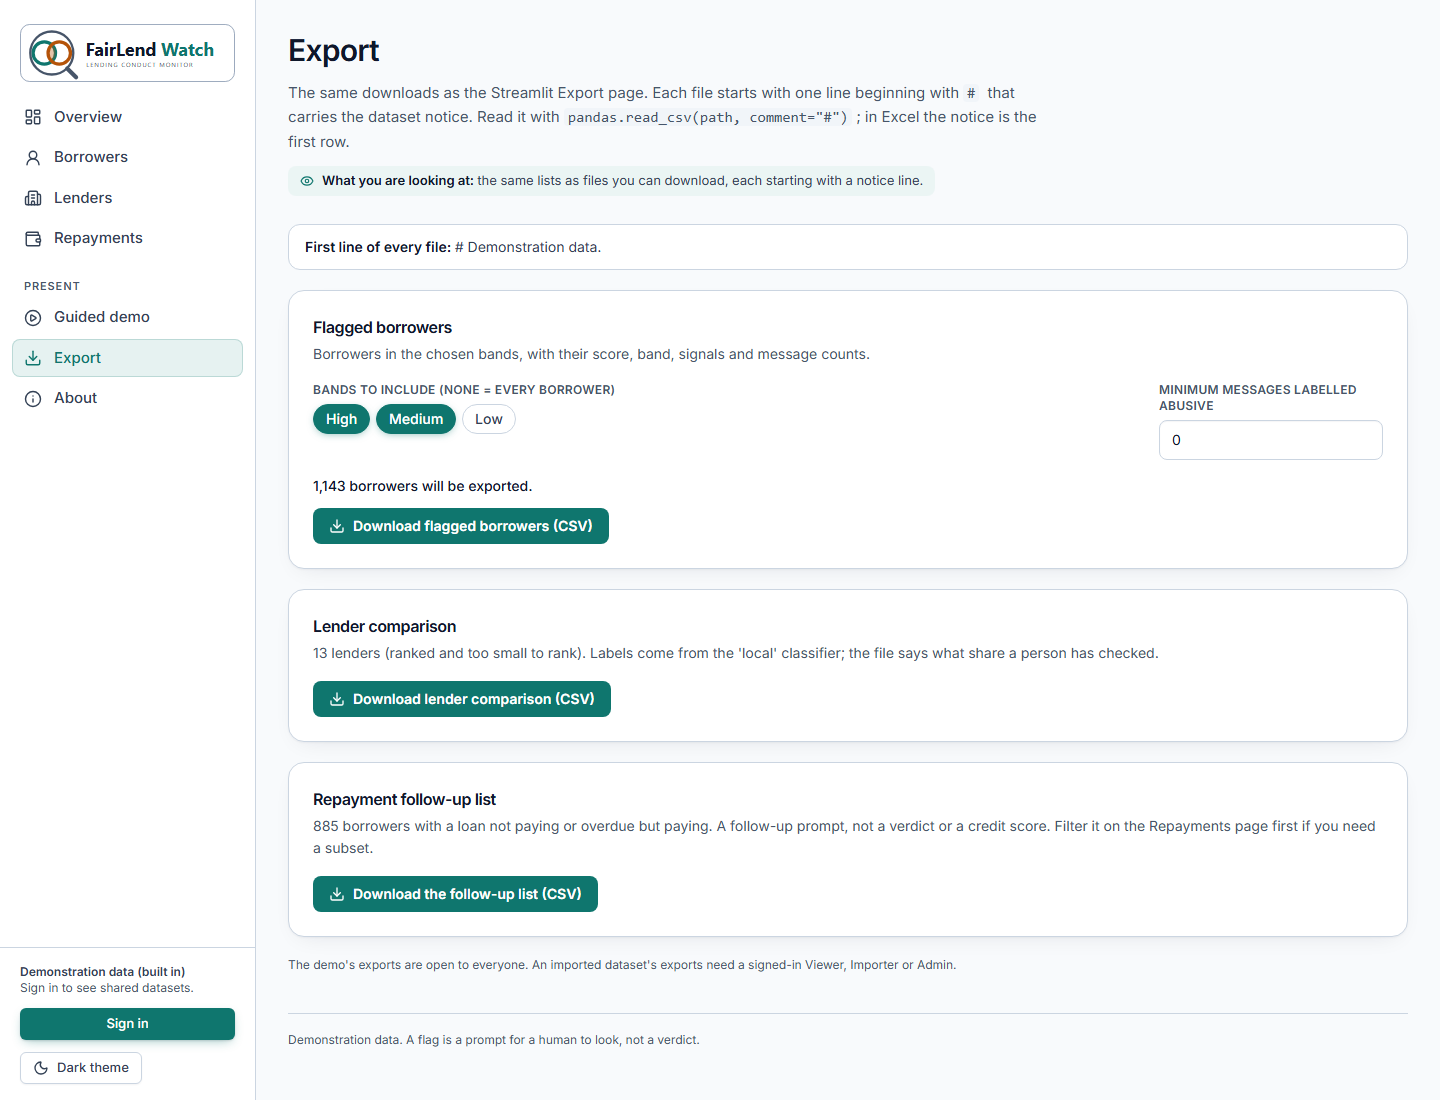 FairLend Watch
LENDING CONDUCT MONITOR
Overview
Borrowers
Lenders
Repayments
PRESENT
Guided demo
Export
About
Demonstration data (built in)
Sign in to see shared datasets.
Sign in
Dark theme
Export
The same downloads as the Streamlit Export page. Each file starts with one line beginning with # that
carries the dataset notice. Read it with pandas.read_csv(path, comment="#") ; in Excel the notice is the
first row.
What you are looking at: the same lists as files you can download, each starting with a notice line.
First line of every file: # Demonstration data.
Flagged borrowers
Borrowers in the chosen bands, with their score, band, signals and message counts.
BANDS TO INCLUDE (NONE = EVERY BORROWER)
High Medium Low
MINIMUM MESSAGES LABELLED
ABUSIVE
0
1,143 borrowers will be exported.
Download flagged borrowers (CSV)
Lender comparison
13 lenders (ranked and too small to rank). Labels come from the 'local' classifier; the file says what share a person has checked.
Download lender comparison (CSV)
Repayment follow-up list
885 borrowers with a loan not paying or overdue but paying. A follow-up prompt, not a verdict or a credit score. Filter it on the Repayments page first if you need
a subset.
Download the follow-up list (CSV)
The demo's exports are open to everyone. An imported dataset's exports need a signed-in Viewer, Importer or Admin.
Demonstration data. A flag is a prompt for a human to look, not a verdict.